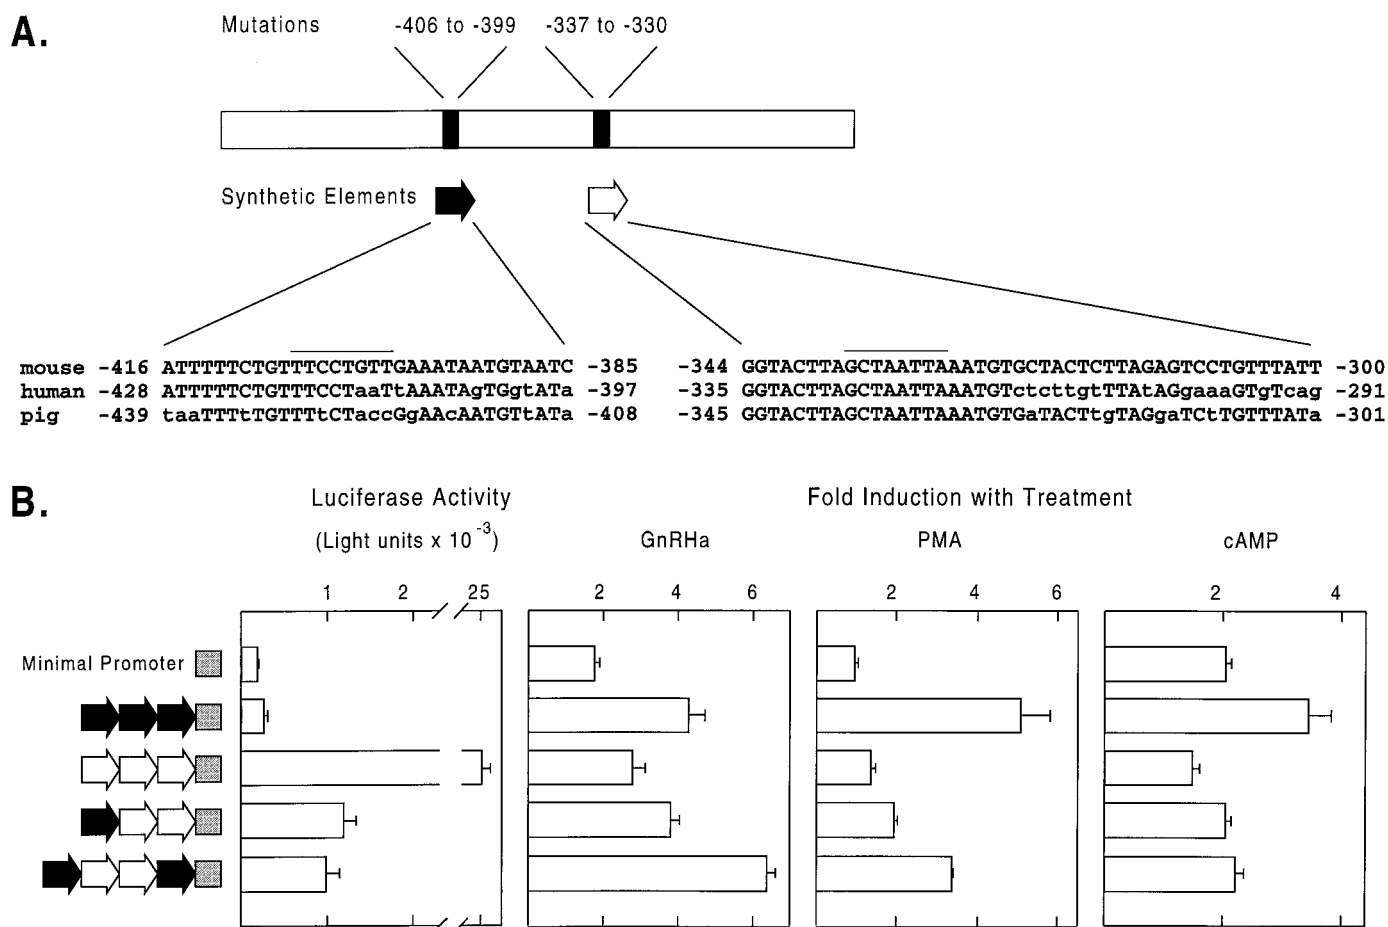 A.
Mutations -406 to -399 -337 to -330
Synthetic Elements
mouse -416 ATTTTTCTGTTTCCTGTTGAAATAATGTAATC -385 -344 GGTACTTAGCTAATTAAATGTGCTACTCTTAGAGTCCTGTTTATT -300
human -428 ATTTTTCTGTTTCCTaaTtAAATAgTGgtATa -397 -335 GGTACTTAGCTAATTAAATGTGctcttgtTTAtAGgaaaGTgTcag -291
pig -439 taaTTTtTGTTTtCTaccGgAAcAATGTtATa -408 -345 GGTACTTAGCTAATTAAATGTGaTACTtgTAGgaTCtTGTTTATa -301
B.
Luciferase Activity Fold Induction with Treatment
(Light units x 10-3) GnRHa PMA cAMP
1 2 25 2 4 6 2 4 6 2 4
Minimal Promoter